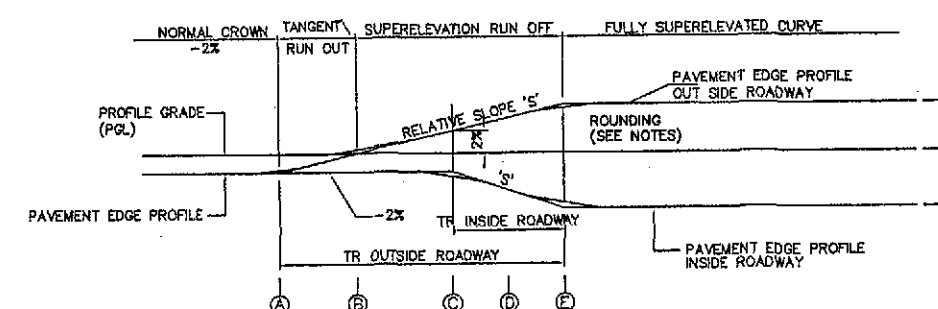 NORMAL CROWN
-2%
TANGENT
RUN OUT
SUPERELEVATION RUN OFF
FULLY SUPERELEVATED CURVE
PAVEMENT EDGE PROFILE
OUT SIDE ROADWAY
PROFILE GRADE
(PGL)
RELATIVE SLOPE 'S'
2%
ROUNDING
(SEE NOTES)
'S'
PAVEMENT EDGE PROFILE
-2%
TR INSIDE ROADWAY
PAVEMENT EDGE PROFILE
INSIDE ROADWAY
TR OUTSIDE ROADWAY
A B C D E